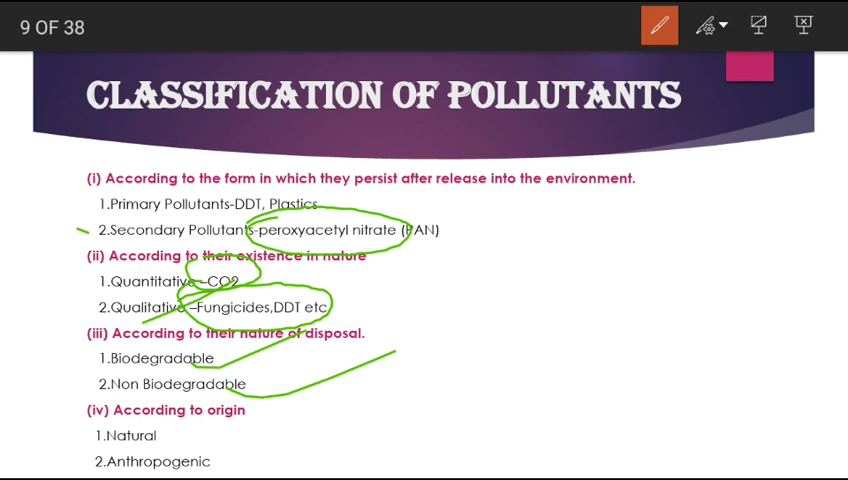 9 OF 38
CLASSIFICATION OF POLLUTANTS
(i) According to the form in which they persist after release into the environment.
1.Primary Pollutants-DDT, Plastics
2.Secondary Pollutants-peroxyacetyl nitrate (PAN)
(ii) According to their existence in nature
1.Quantitative –CO2
2.Qualitative –Fungicides,DDT etc
(iii) According to their nature of disposal.
1.Biodegradable
2.Non Biodegradable
(iv) According to origin
1.Natural
2.Anthropogenic